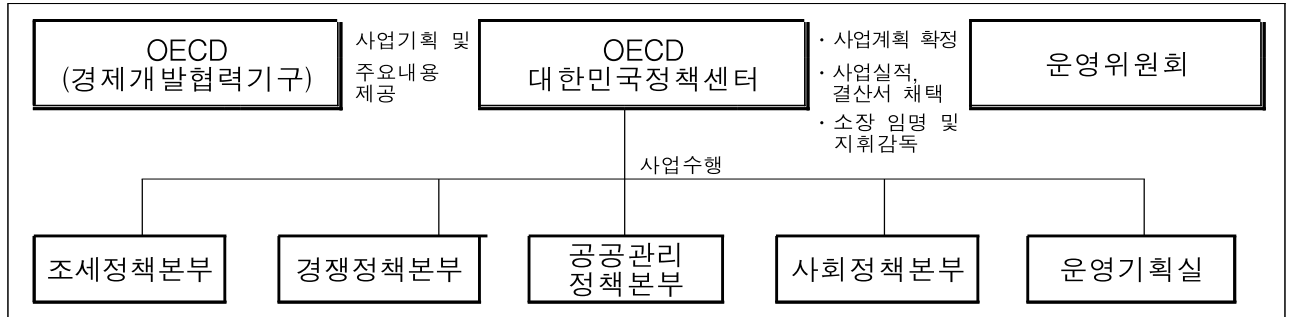 OECD
(경제개발협력기구)
사업기획 및
주요내용
제공
OECD
대한민국정책센터
· 사업계획 확정
· 사업실적,
결산서 채택
· 소장 임명 및
지휘감독
운영위원회
사업수행
조세정책본부
경쟁정책본부
공공관리
정책본부
사회정책본부
운영기획실